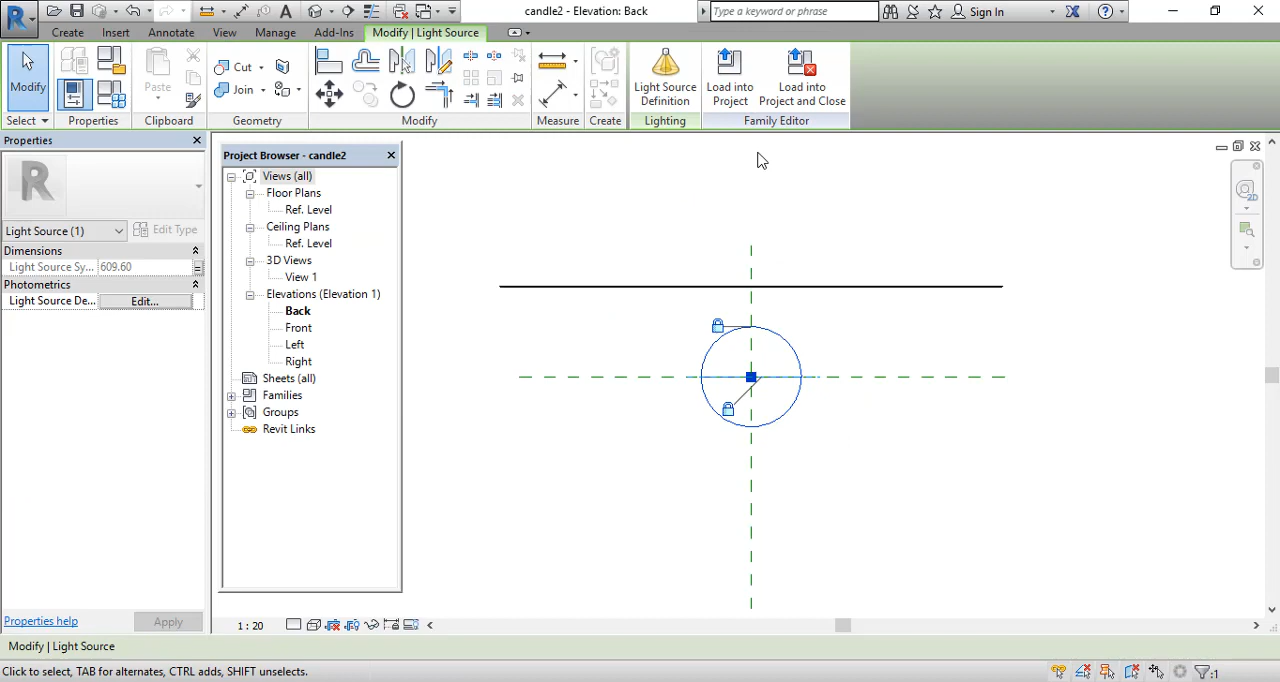 candle2 - Elevation: Back
Type a keyword or phrase
Sign In
Create
Insert
Annotate
View
Manage
Add-Ins
Modify | Light Source
Modify
Select
Properties
Paste
Clipboard
Cut
Join
Geometry
Modify
Measure
Create
Light Source
Definition
Lighting
Load into
Project
Load into
Project and Close
Family Editor
Properties
R
Light Source (1)
Edit Type
Dimensions
Light Source Sy...
609.60
Photometrics
Light Source De...
Edit...
Properties help
Apply
Project Browser - candle2
Views (all)
Floor Plans
Ref. Level
Ceiling Plans
Ref. Level
3D Views
View 1
Elevations (Elevation 1)
Back
Front
Left
Right
Sheets (all)
Families
Groups
Revit Links
2D
1 : 20
Modify | Light Source
Click to select, TAB for alternates, CTRL adds, SHIFT unselects.
:1